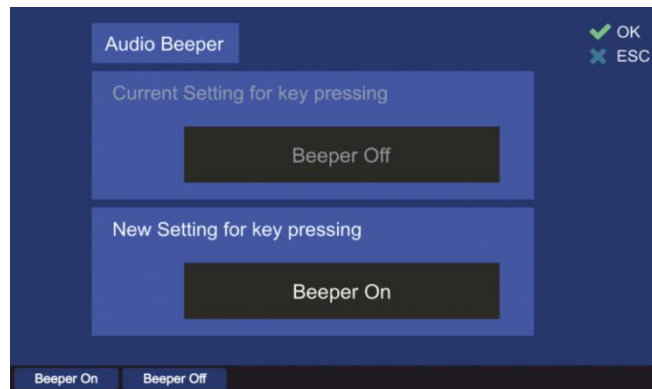 Audio Beeper
OK
ESC
Current Setting for key pressing
Beeper Off
New Setting for key pressing
Beeper On
Beeper On Beeper Off